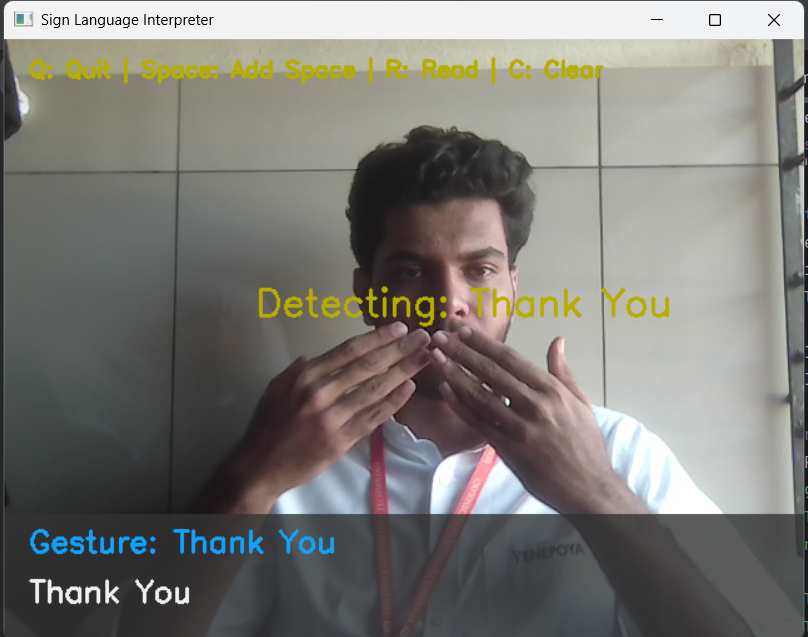 Sign Language Interpreter
Q: Quit | Space: Add Space | R: Read | C: Clear
Detecting: Thank You
YENEPOYA
Gesture: Thank You
Thank You